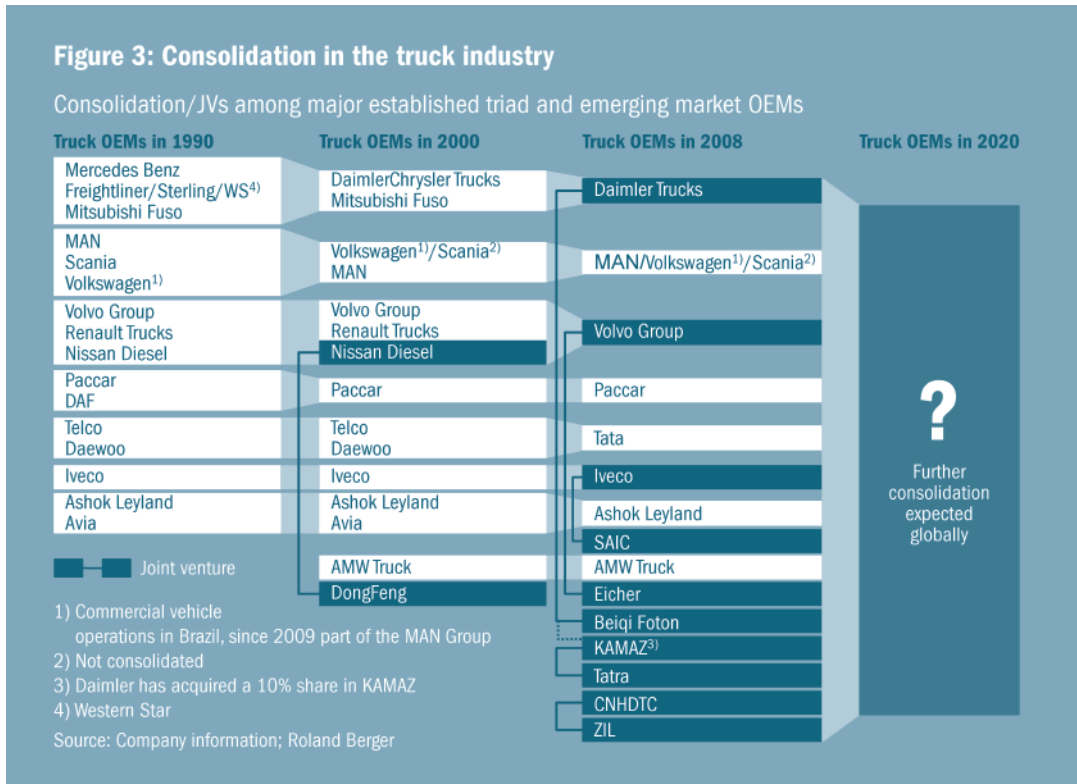 Figure 3: Consolidation in the truck industry
Consolidation/JVs among major established triad and emerging market OEMs
Truck OEMs in 1990
Mercedes Benz
Freightliner/Sterling/WS4)
Mitsubishi Fuso
MAN
Scania
Volkswagen1)
Volvo Group
Renault Trucks
Nissan Diesel
Paccar
DAF
Telco
Daewoo
Iveco
Ashok Leyland
Avia
Truck OEMs in 2000
DaimlerChrysler Trucks
Mitsubishi Fuso
Volkswagen1)/Scania2)
MAN
Volvo Group
Renault Trucks
Nissan Diesel
Paccar
Telco
Daewoo
Iveco
Ashok Leyland
Avia
AMW Truck
DongFeng
Truck OEMs in 2008
Daimler Trucks
MAN/Volkswagen1)/Scania2)
Volvo Group
Paccar
Tata
Iveco
Ashok Leyland
SAIC
AMW Truck
Eicher
Beiqi Foton
KAMAZ3)
Tatra
CNHDTC
ZIL
Truck OEMs in 2020
?
Further
consolidation
expected
globally
Joint venture
1) Commercial vehicle
operations in Brazil, since 2009 part of the MAN Group
2) Not consolidated
3) Daimler has acquired a 10% share in KAMAZ
4) Western Star
Source: Company information; Roland Berger